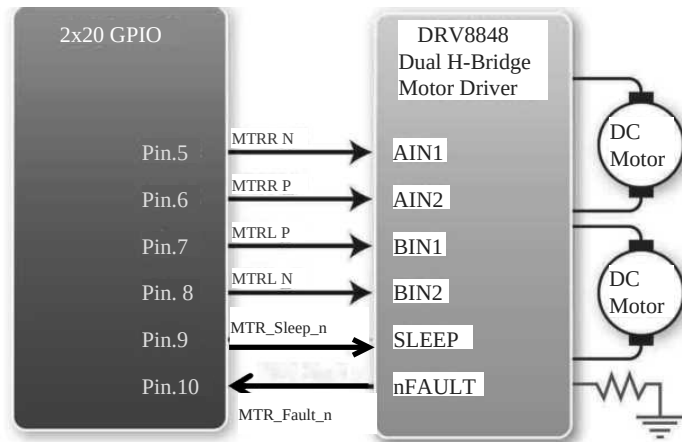 2x20 GPIO
DRV8848
Dual H-Bridge
Motor Driver
Pin.5
MTRR N
AIN1
DC
Motor
Pin.6
MTRR P
AIN2
Pin.7
MTRL P
BIN1
Pin. 8
MTRL N
BIN2
DC
Motor
Pin.9
MTR_Sleep_n
SLEEP
Pin.10
nFAULT
MTR_Fault_n